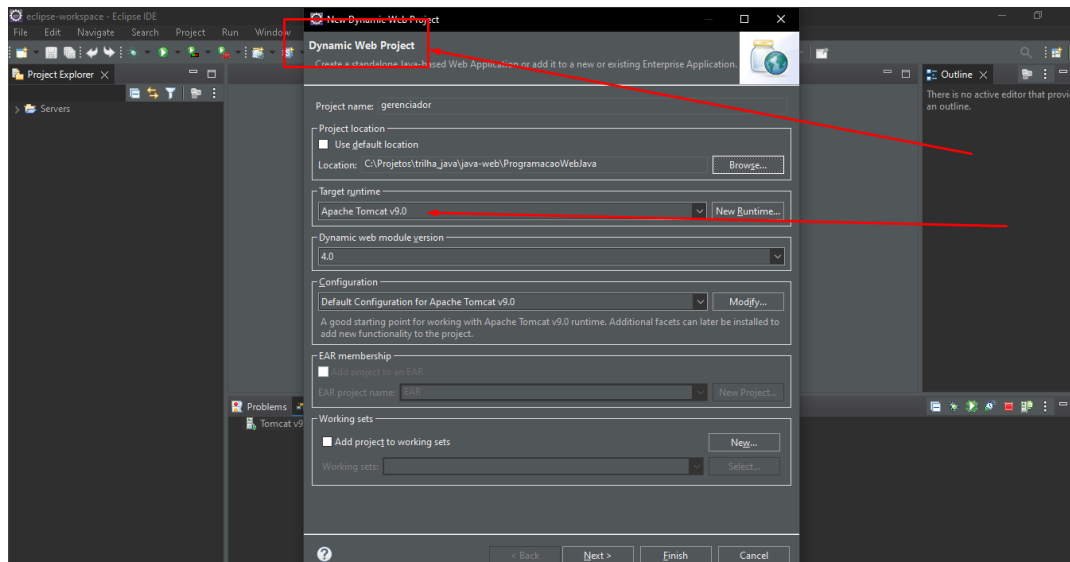 eclipse-workspace - Eclipse IDE
File Edit Navigate Search Project Run Window
New Dynamic Web Project
Dynamic Web Project
Create a standalone Java-based Web Application or add it to a new or existing Enterprise Application.
Project Explorer
Servers
Outline
There is no active editor that provi
an outline.
Project name: gerenciador
Project location
Use default location
Location: C:\Projetos\trilha_java\java-web\ProgramacaoWebJava Browse...
Target runtime
Apache Tomcat v9.0 New Runtime...
Dynamic web module version
4.0
Configuration
Default Configuration for Apache Tomcat v9.0 Modify...
A good starting point for working with Apache Tomcat v9.0 runtime. Additional facets can later be installed to
add new functionality to the project.
EAR membership
Add project to an EAR
EAR project name: EAR New Project...
Problems
Tomcat v9
Working sets
Add project to working sets New...
Working sets: Select...
? < Back Next > Finish Cancel